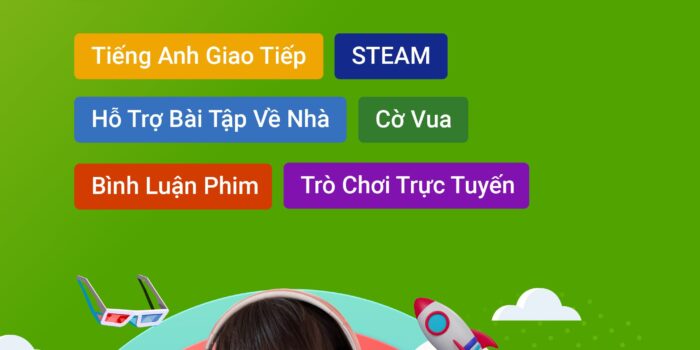 Tiếng Anh Giao Tiếp STEAM
Hỗ Trợ Bài Tập Về Nhà Cờ Vua
Bình Luận Phim Trò Chơi Trực Tuyến